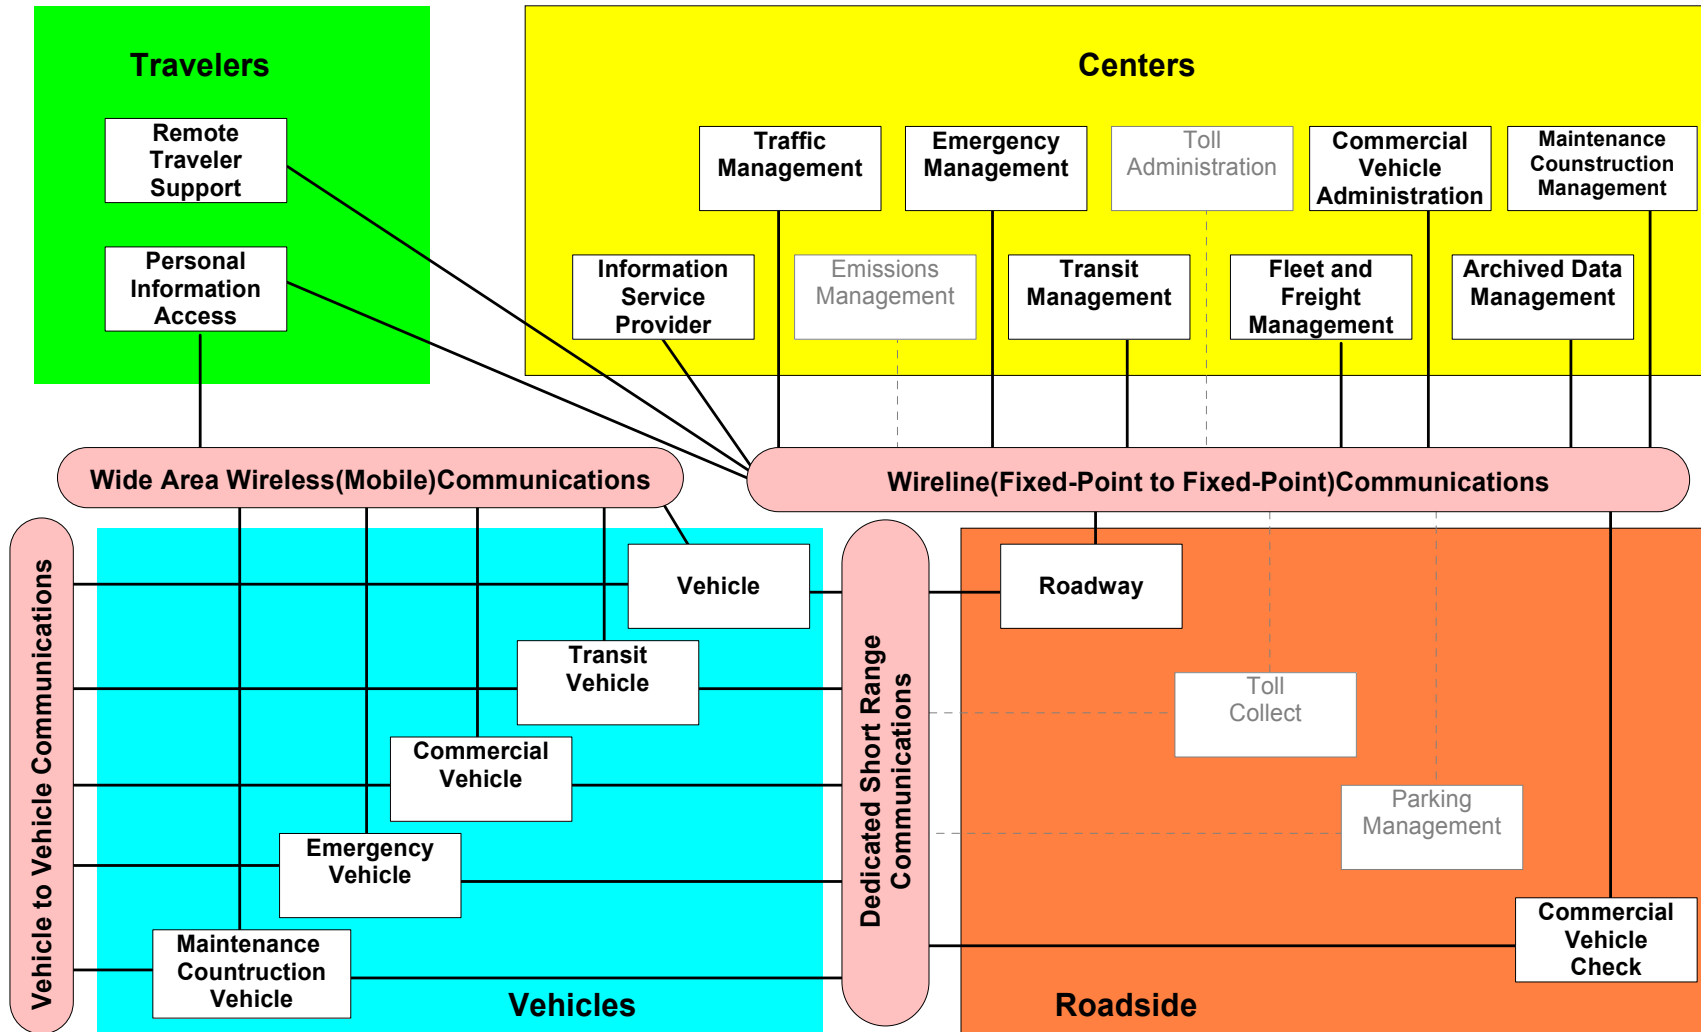 Travelers
Remote
Traveler
Support
Personal
Information
Access
Centers
Traffic
Management
Emergency
Management
Toll
Administration
Commercial
Vehicle
Administration
Maintenance
Counstruction
Management
Information
Service
Provider
Emissions
Management
Transit
Management
Fleet and
Freight
Management
Archived Data
Management
Wide Area Wireless(Mobile)Communications
Wireline(Fixed-Point to Fixed-Point)Communications
Vehicle to Vehicle Communications
Vehicle
Transit
Vehicle
Commercial
Vehicle
Emergency
Vehicle
Maintenance
Countruction
Vehicle
Vehicles
Dedicated Short Range
Communications
Roadway
Toll
Collect
Parking
Management
Commercial
Vehicle
Check
Roadside